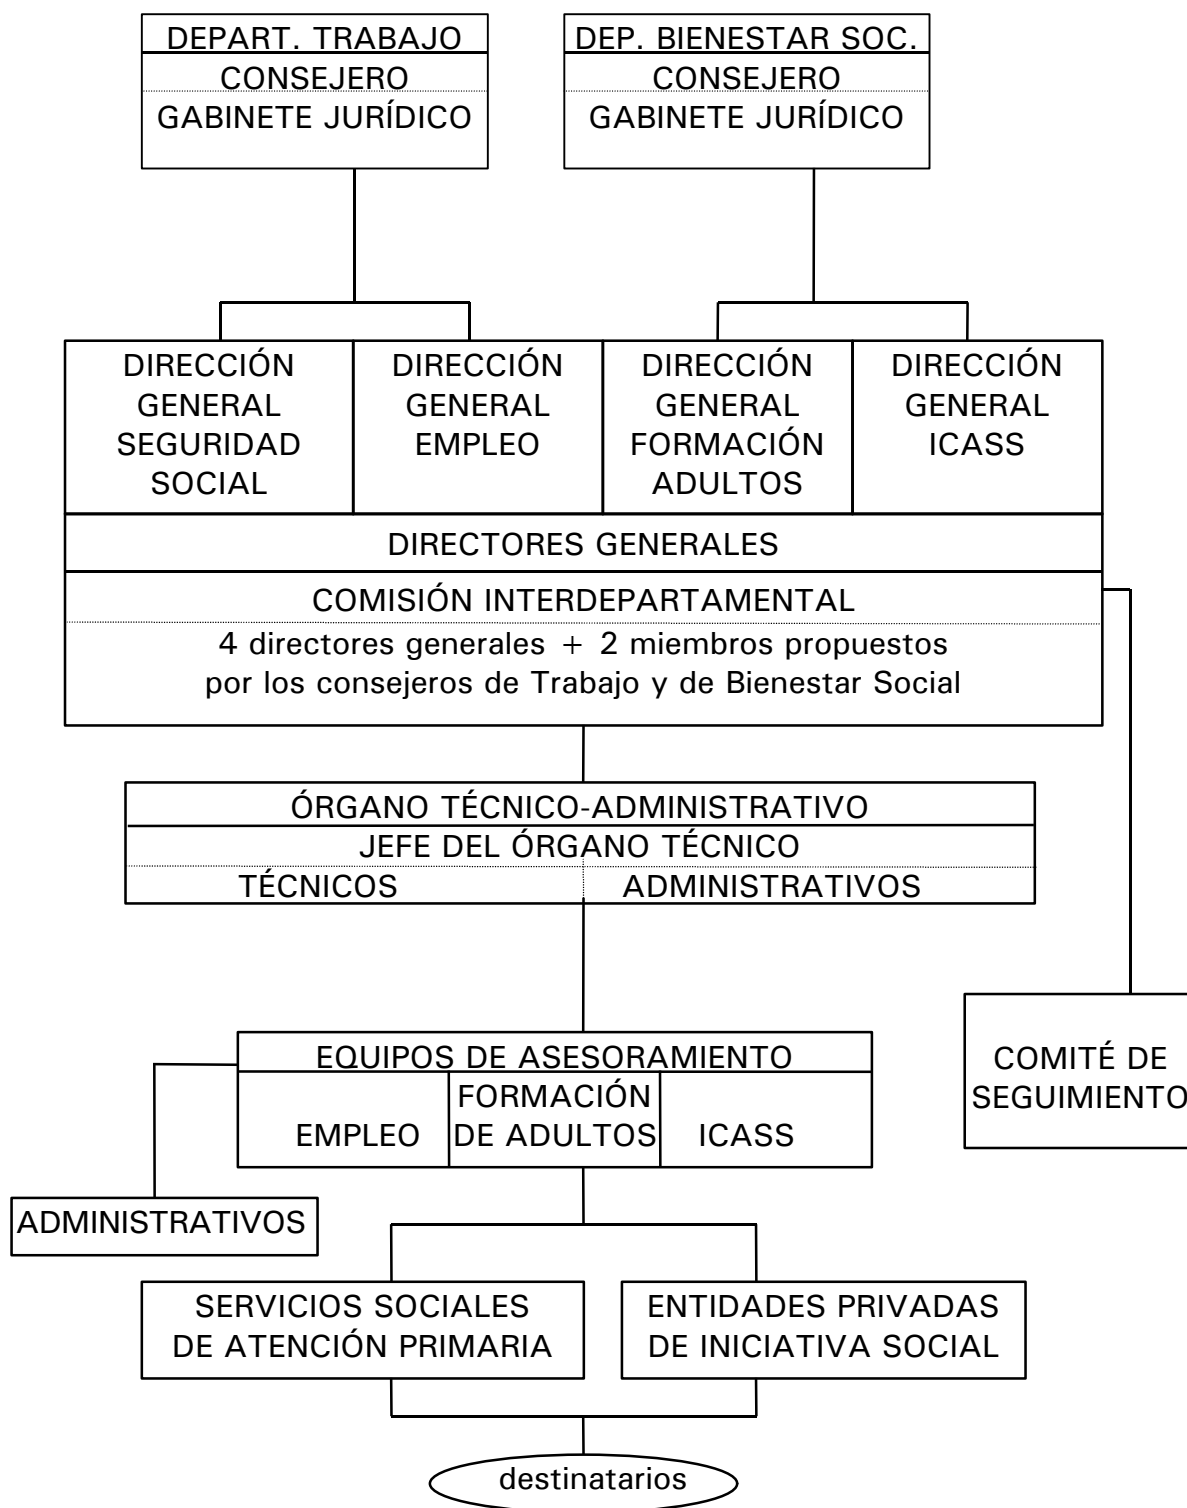 DEPART. TRABAJO
CONSEJERO
GABINETE JURÍDICO
DEP. BIENESTAR SOC.
CONSEJERO
GABINETE JURÍDICO
DIRECCIÓN
GENERAL
SEGURIDAD
SOCIAL
DIRECCIÓN
GENERAL
EMPLEO
DIRECCIÓN
GENERAL
FORMACIÓN
ADULTOS
DIRECCIÓN
GENERAL
ICASS
DIRECTORES GENERALES
COMISIÓN INTERDEPARTAMENTAL
4 directores generales + 2 miembros propuestos
por los consejeros de Trabajo y de Bienestar Social
ÓRGANO TÉCNICO-ADMINISTRATIVO
JEFE DEL ÓRGANO TÉCNICO
TÉCNICOS
ADMINISTRATIVOS
EQUIPOS DE ASESORAMIENTO
EMPLEO
FORMACIÓN
DE ADULTOS
ICASS
COMITÉ DE
SEGUIMIENTO
ADMINISTRATIVOS
SERVICIOS SOCIALES
DE ATENCIÓN PRIMARIA
ENTIDADES PRIVADAS
DE INICIATIVA SOCIAL
destinatarios